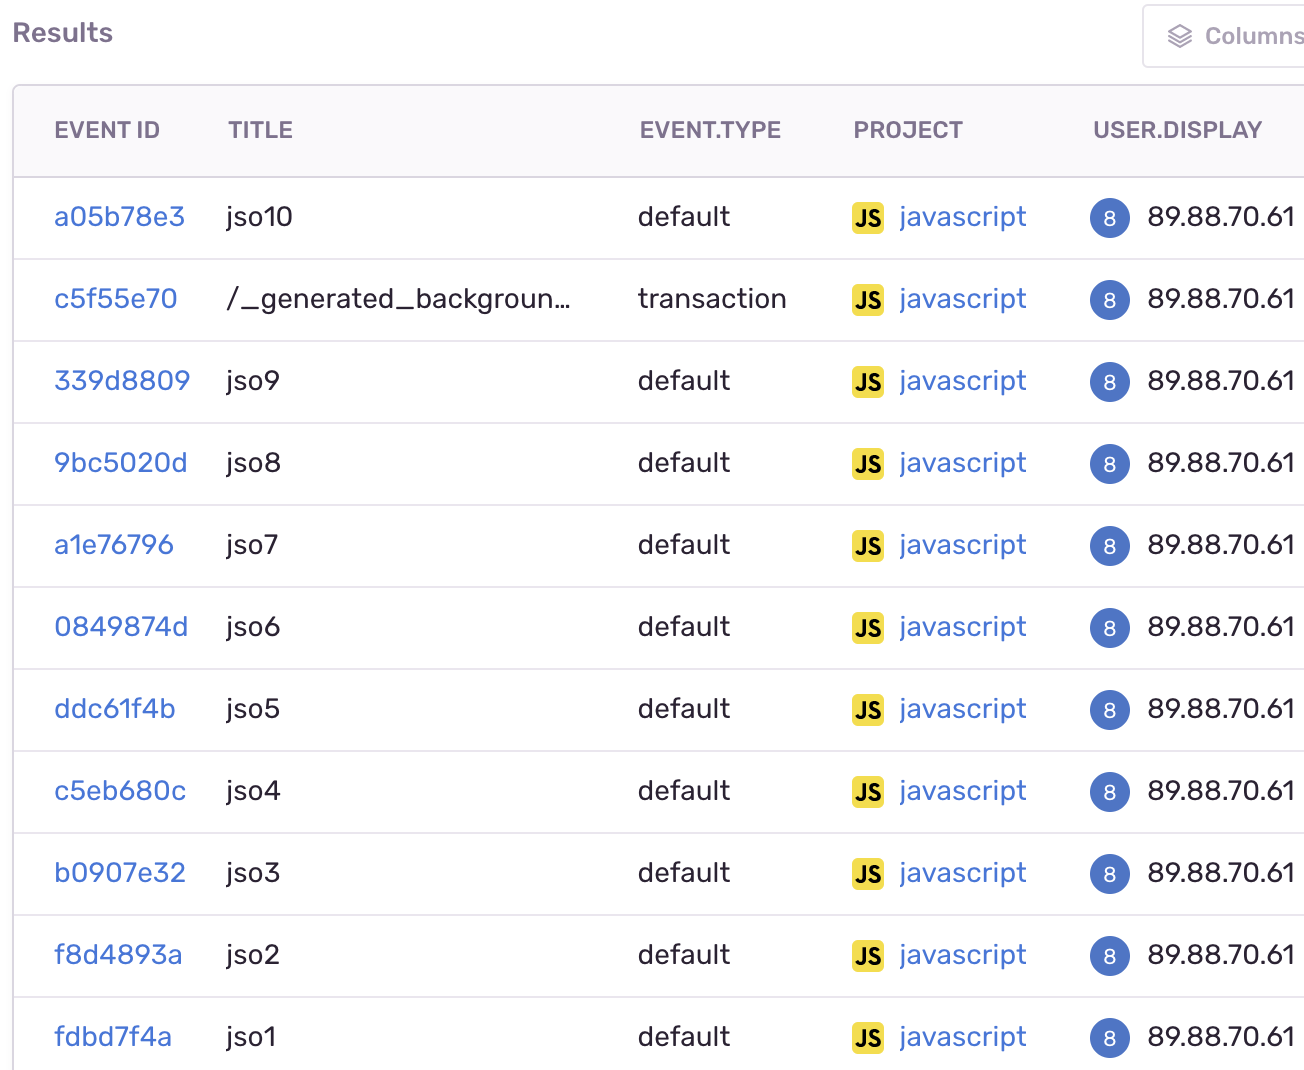 Results
Columns
EVENT ID TITLE EVENT.TYPE PROJECT USER.DISPLAY
a05b78e3 jso10 default JS javascript 8 89.88.70.61
c5f55e70 /_generated_backgroun… transaction JS javascript 8 89.88.70.61
339d8809 jso9 default JS javascript 8 89.88.70.61
9bc5020d jso8 default JS javascript 8 89.88.70.61
a1e76796 jso7 default JS javascript 8 89.88.70.61
0849874d jso6 default JS javascript 8 89.88.70.61
ddc61f4b jso5 default JS javascript 8 89.88.70.61
c5eb680c jso4 default JS javascript 8 89.88.70.61
b0907e32 jso3 default JS javascript 8 89.88.70.61
f8d4893a jso2 default JS javascript 8 89.88.70.61
fdbd7f4a jso1 default JS javascript 8 89.88.70.61